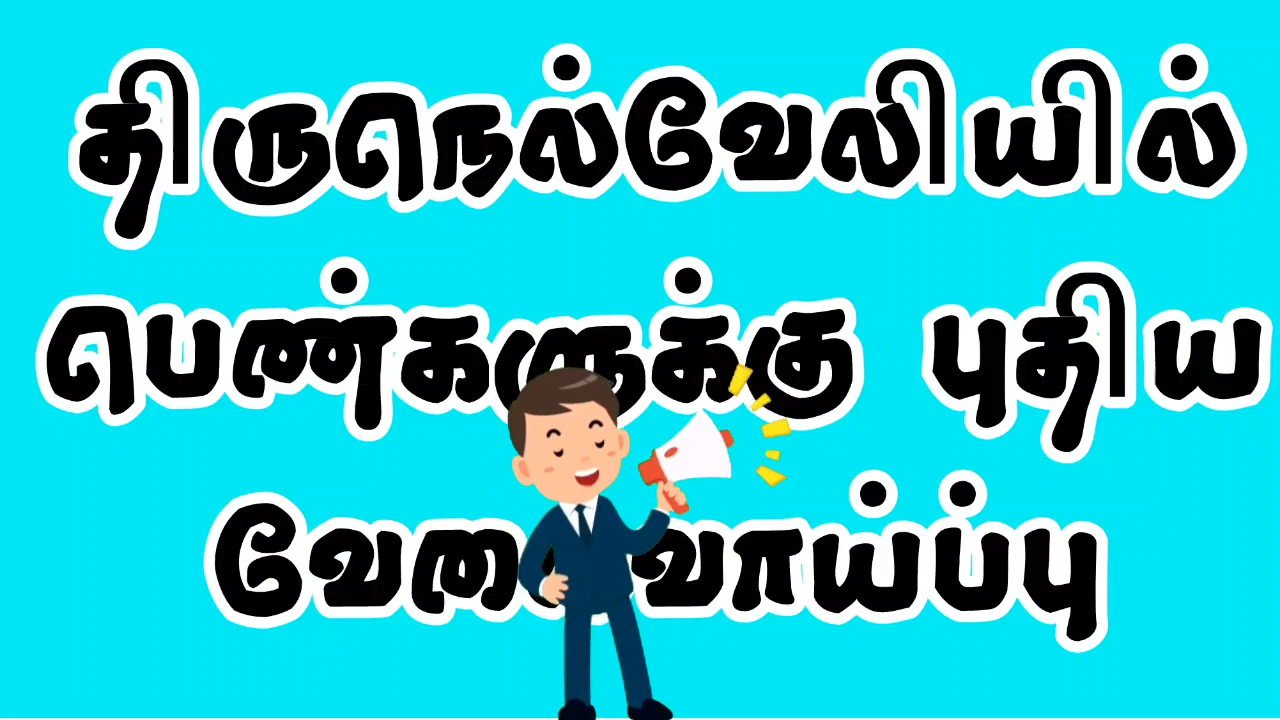 திருநெல்வேலியில்
பெண்களுக்கு புதிய
வேலைவாய்ப்பு